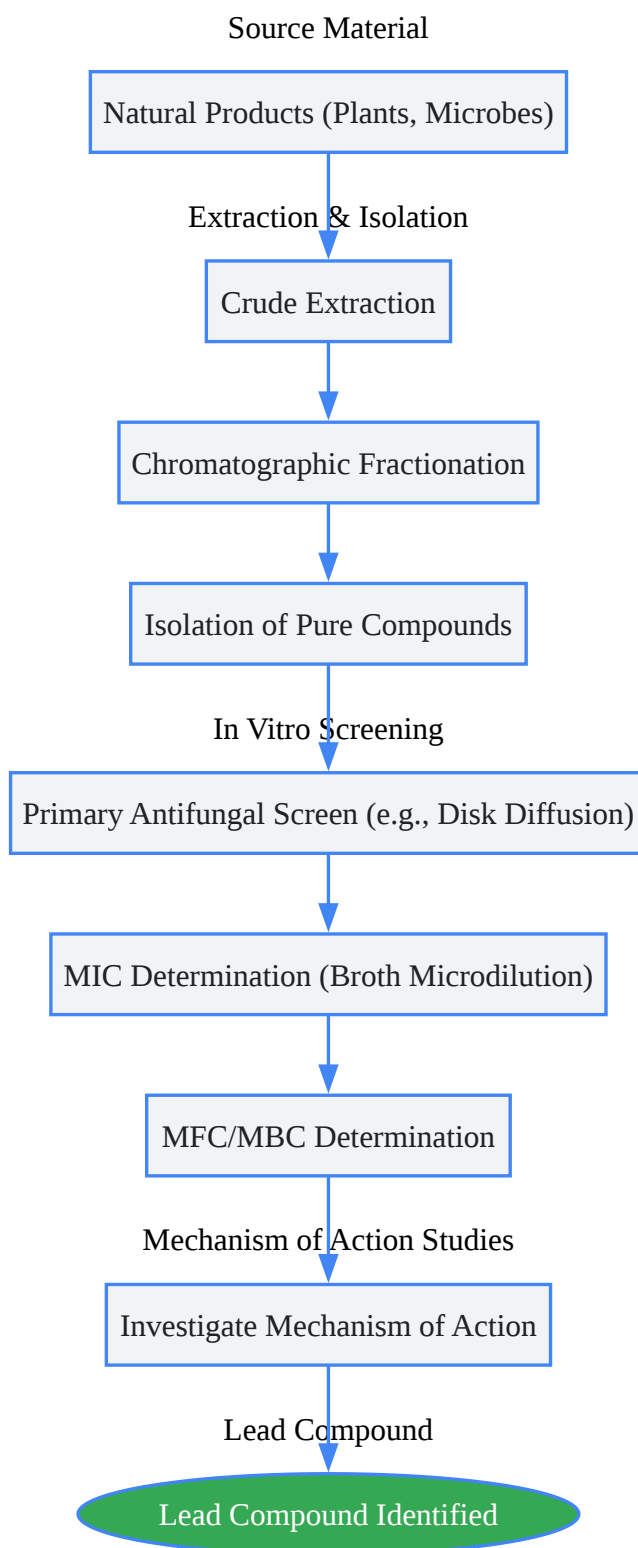 Source Material
Natural Products (Plants, Microbes)
Extraction & Isolation
Crude Extraction
Chromatographic Fractionation
Isolation of Pure Compounds
In Vitro Screening
Primary Antifungal Screen (e.g., Disk Diffusion)
MIC Determination (Broth Microdilution)
MFC/MBC Determination
Mechanism of Action Studies
Investigate Mechanism of Action
Lead Compound
Lead Compound Identified